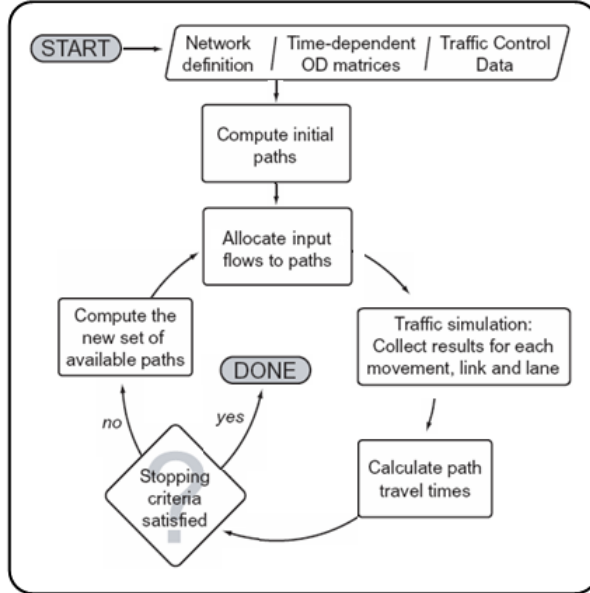 START
Network / Time-dependent / Traffic Control
definition / OD matrices / Data
Compute initial
paths
Allocate input
flows to paths
Compute the
new set of
available paths
Traffic simulation:
Collect results for each
movement, link and lane
DONE
no
yes
?
Stopping
criteria
satisfied
Calculate path
travel times